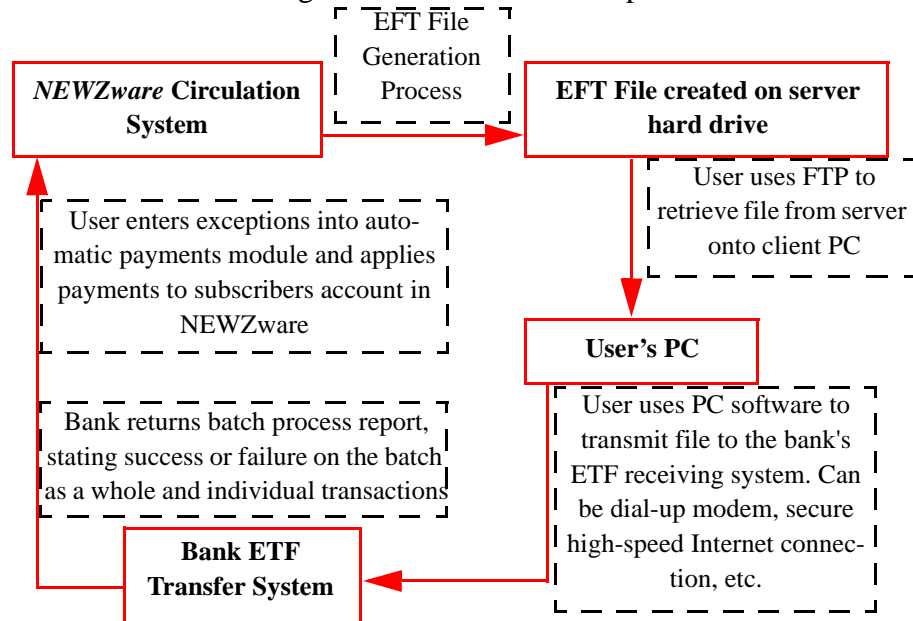 EFT File
Generation
Process
NEWZware Circulation
System
EFT File created on server
hard drive
User uses FTP to
retrieve file from server
onto client PC
User enters exceptions into auto-
matic payments module and applies
payments to subscribers account in
NEWZware
User's PC
User uses PC software to
transmit file to the bank's
ETF receiving system. Can
be dial-up modem, secure
high-speed Internet connec-
tion, etc.
Bank returns batch process report,
stating success or failure on the batch
as a whole and individual transactions
Bank ETF
Transfer System